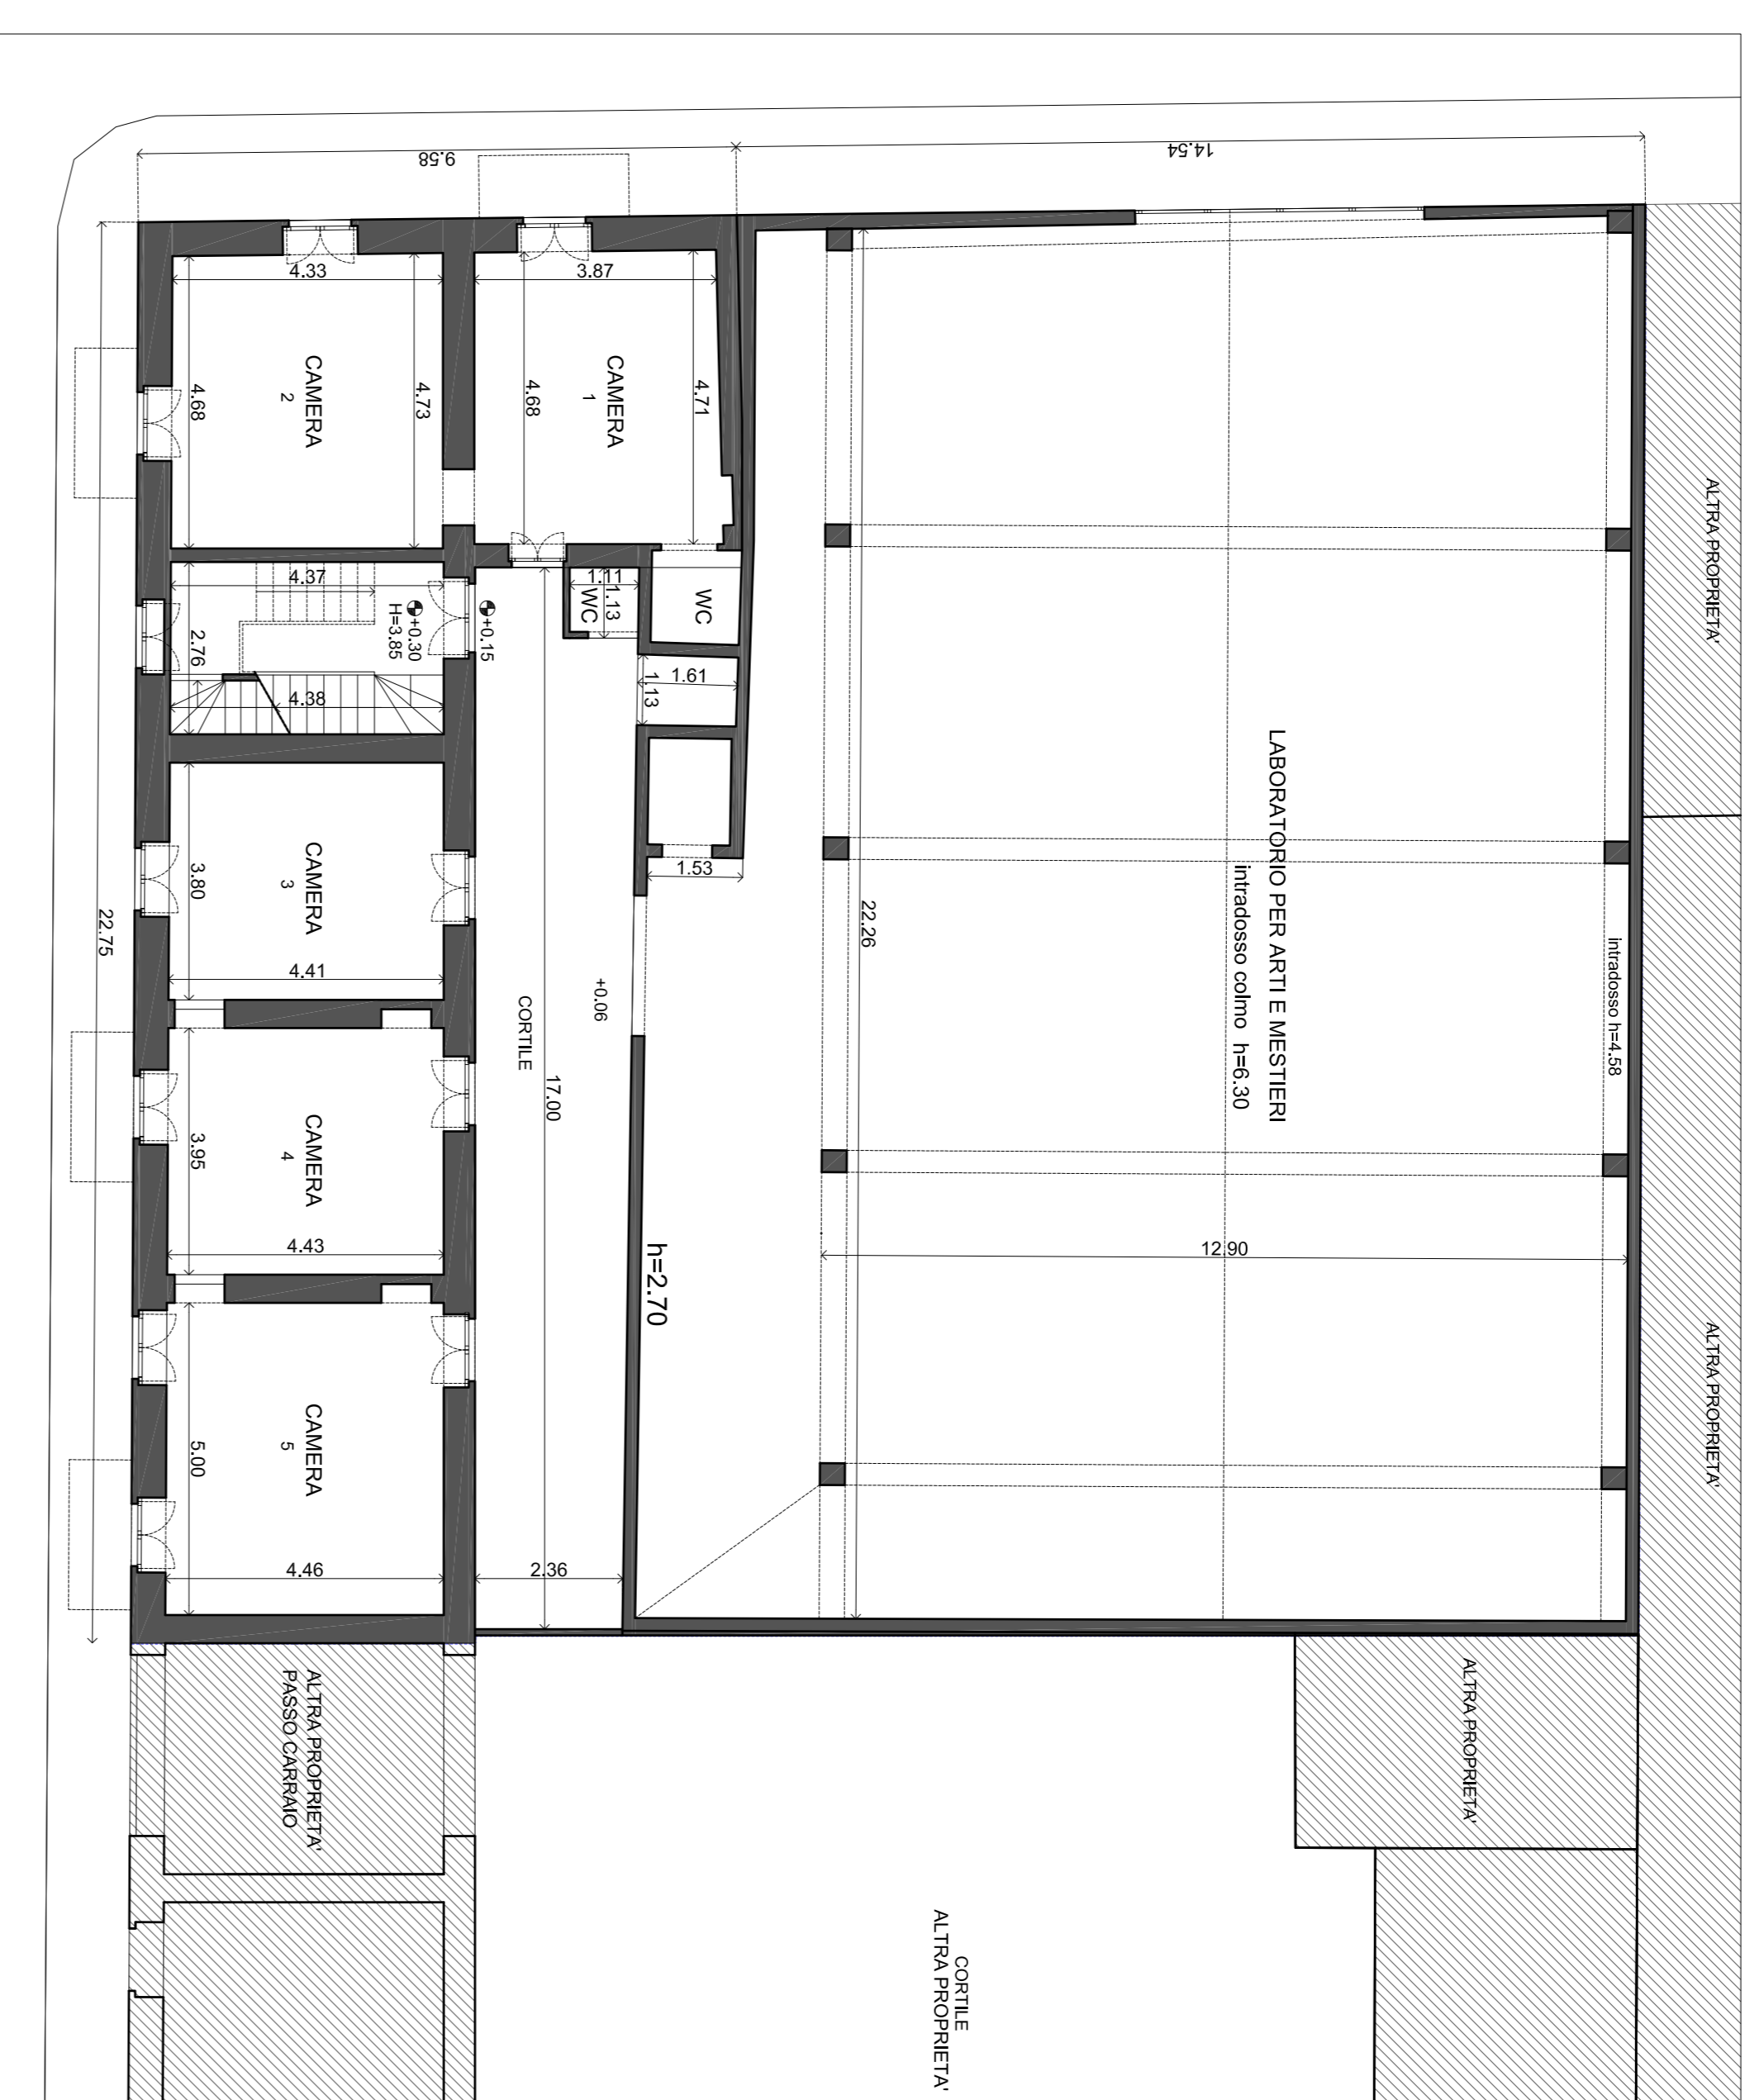 9.58
14.54
4.33
3.87
CAMERA
2
4.68
4.73
CAMERA
1
4.68
4.71
ALTRA PROPRIETA'
4.37
+0.30
H=3.85
+0.15
2.76
4.38
1.11
1.13
WC
WC
1.61
1.13
1.53
LABORATORIO PER ARTI E MESTIERI
intradosso colmo h=6.30
intradosso h=4.58
22.26
22.75
CAMERA
3
3.80
4.41
+0.06
CORTILE
17.00
CAMERA
4
3.95
4.43
h=2.70
12.90
ALTRA PROPRIETA'
CAMERA
5
5.00
4.46
2.36
ALTRA PROPRIETA'
PASSO CARRAIO
ALTRA PROPRIETA'
CORTILE
ALTRA PROPRIETA'